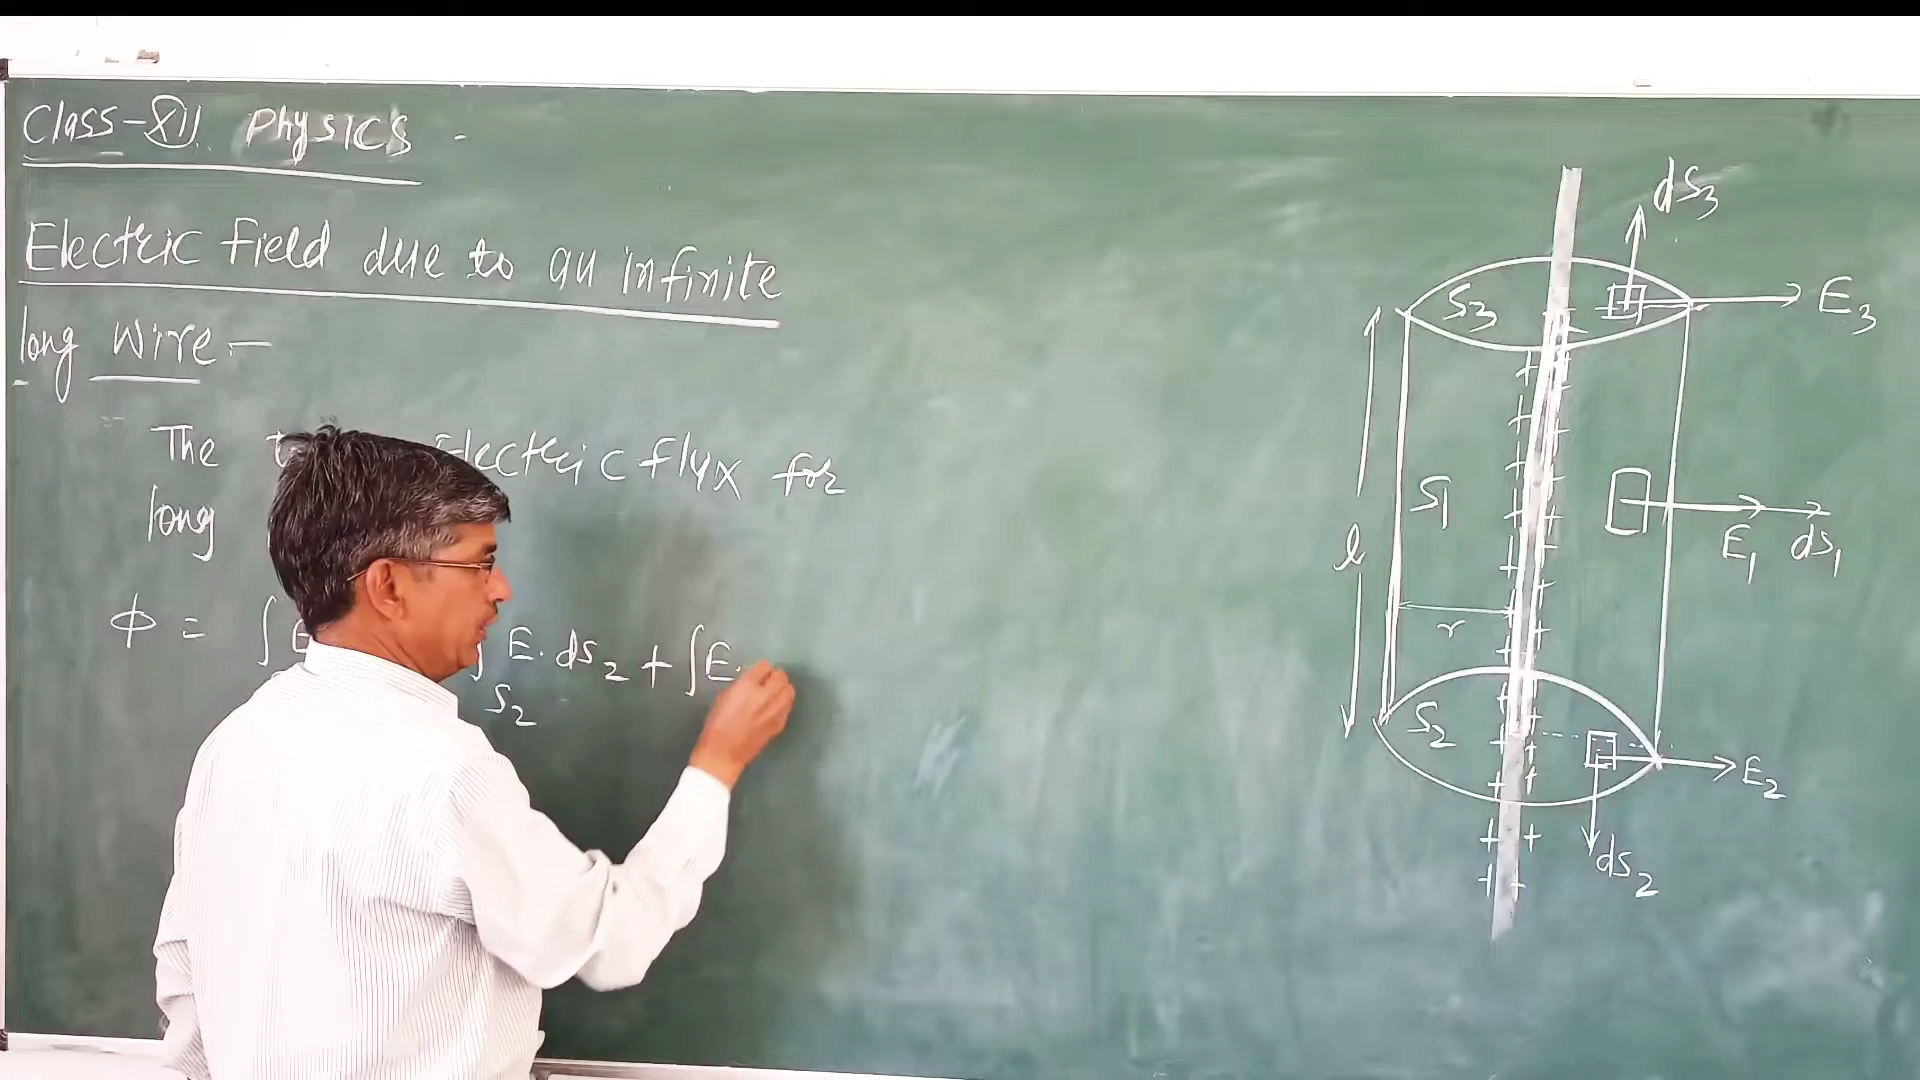 Class-XII Physics
Electric field due to an infinite
long wire:-
The Electric flux for
long
φ = ∫ E ∫ E. ds2 + ∫E.
S2
dS3
S3
E3
S1
l
E1 ds1
r
S2
E2
ds2